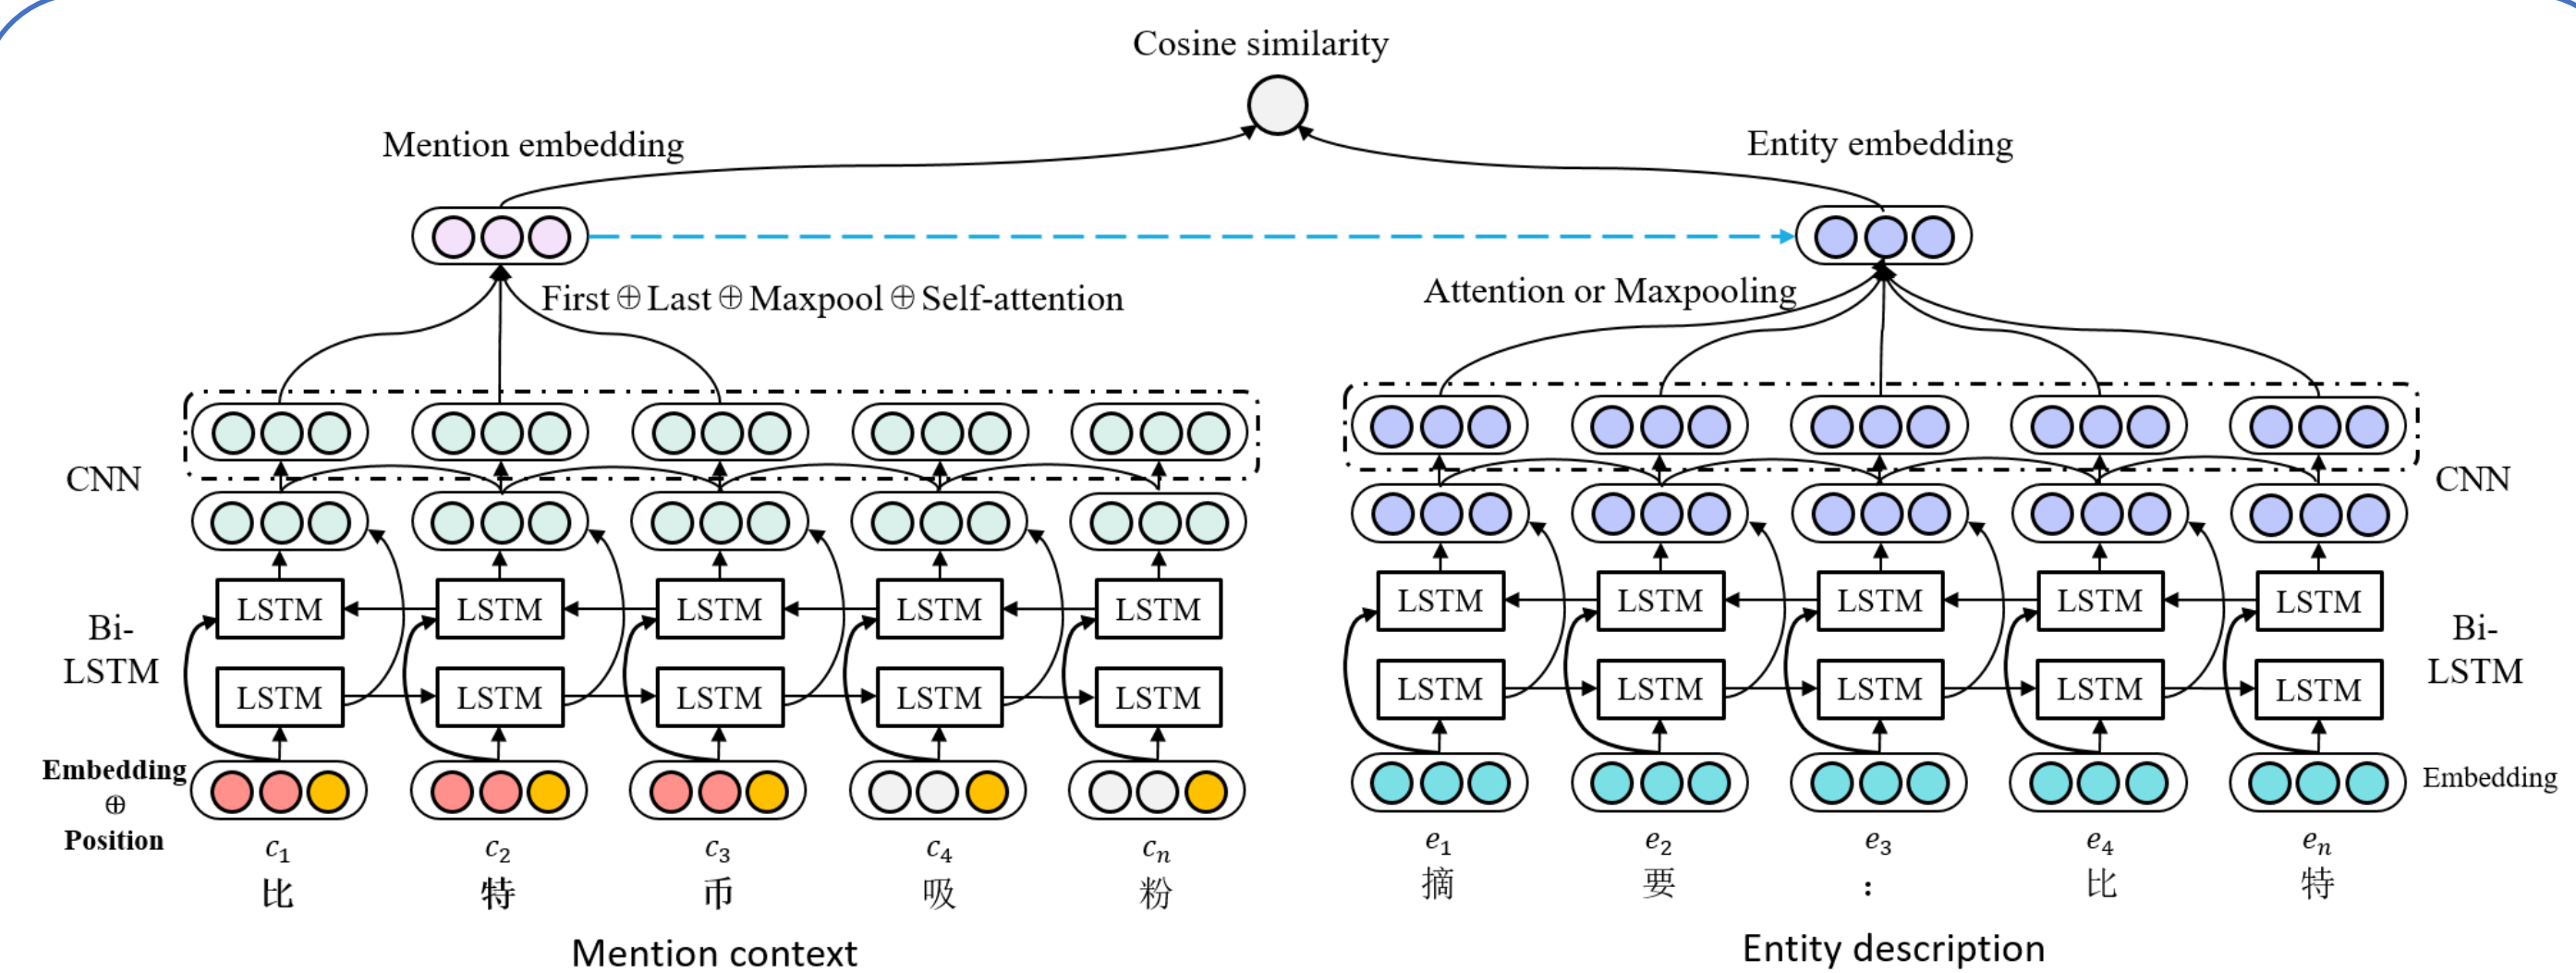 Cosine similarity
Mention embedding
Entity embedding
First ⊕ Last ⊕ Maxpool ⊕ Self-attention
Attention or Maxpooling
CNN
CNN
LSTM LSTM LSTM LSTM LSTM
LSTM LSTM LSTM LSTM LSTM
Bi-
LSTM
Bi-
LSTM
LSTM LSTM LSTM LSTM LSTM
LSTM LSTM LSTM LSTM LSTM
Embedding
⊕
Position
Embedding
c₁ c₂ c₃ c₄ cₙ
比 特 币 吸 粉
e₁ e₂ e₃ e₄ eₙ
摘 要 : 比 特
Mention context
Entity description